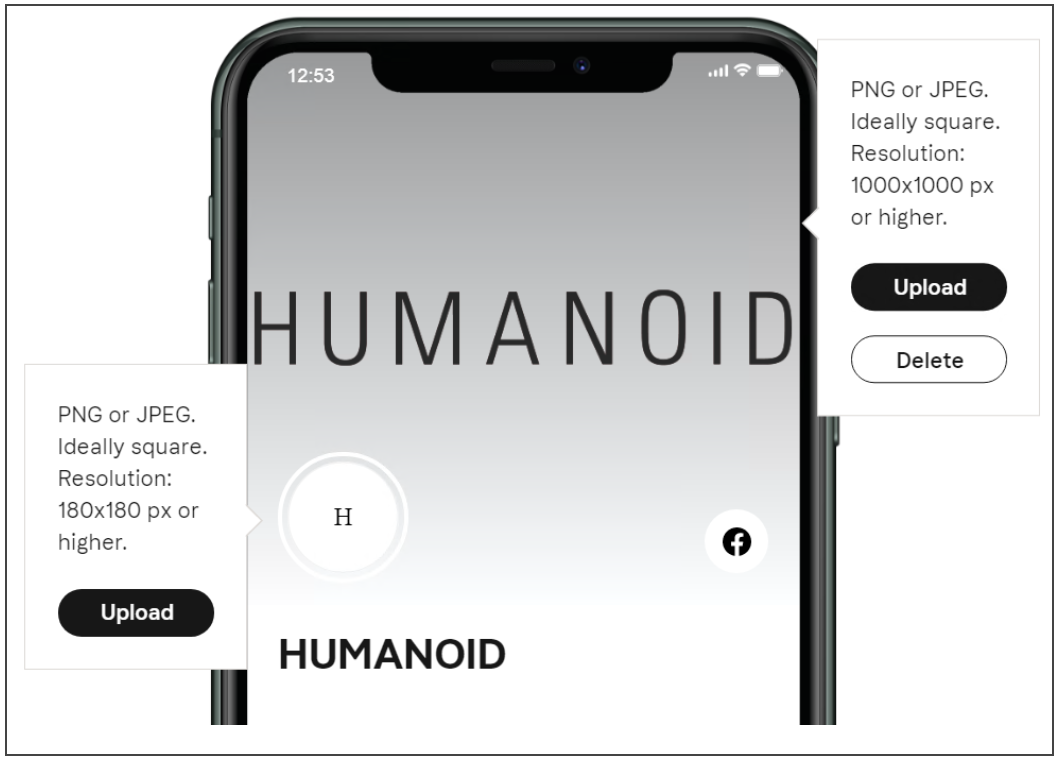 12:53
PNG or JPEG.
Ideally square.
Resolution:
1000x1000 px
or higher.
Upload
Delete
HUMANOID
PNG or JPEG.
Ideally square.
Resolution:
180x180 px or
higher.
Upload
H
HUMANOID